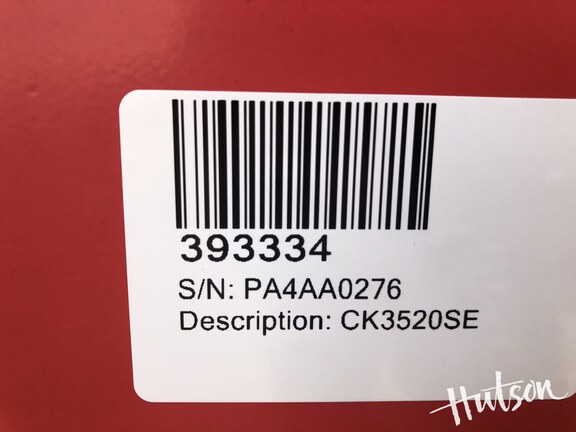 393334
S/N: PA4AA0276
Description: CK3520SE
Hutson